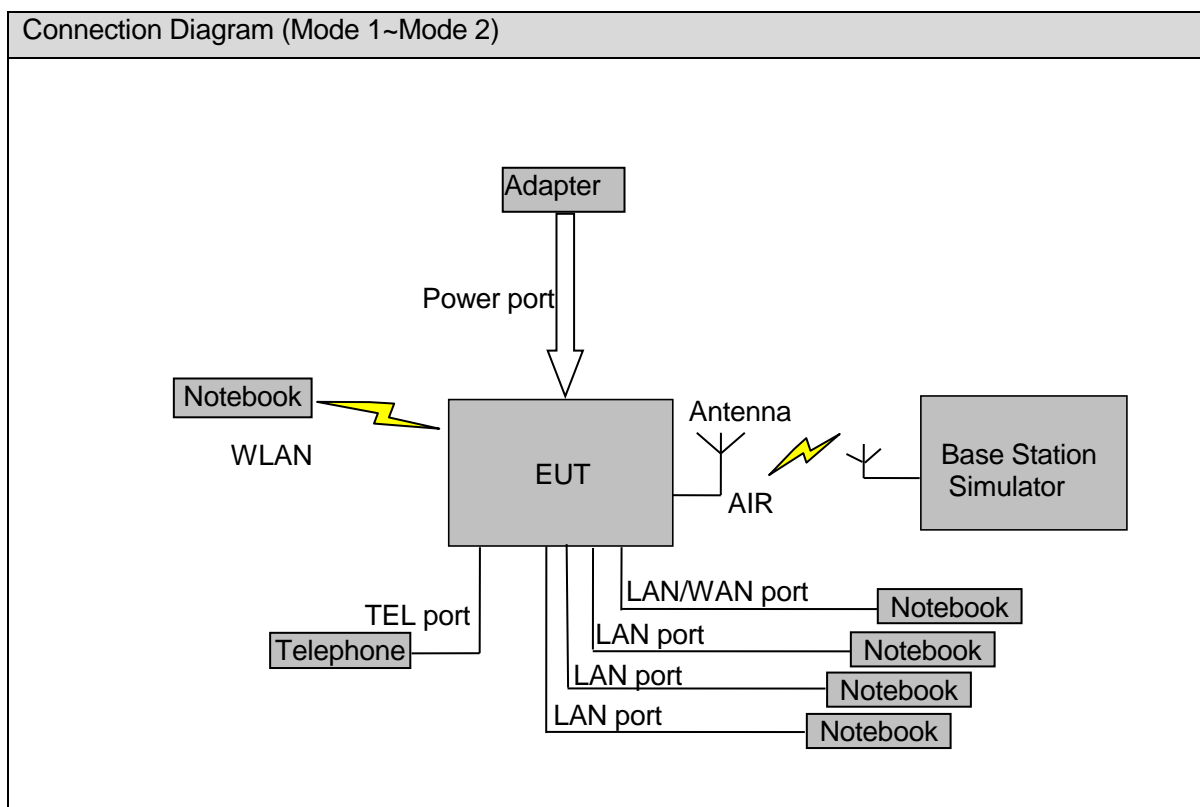 Connection Diagram (Mode 1~Mode 2)
Adapter
Power port
Notebook
WLAN
EUT
Antenna
AIR
Base Station
Simulator
LAN/WAN port
Notebook
TEL port
Telephone
LAN port
Notebook
LAN port
Notebook
LAN port
Notebook